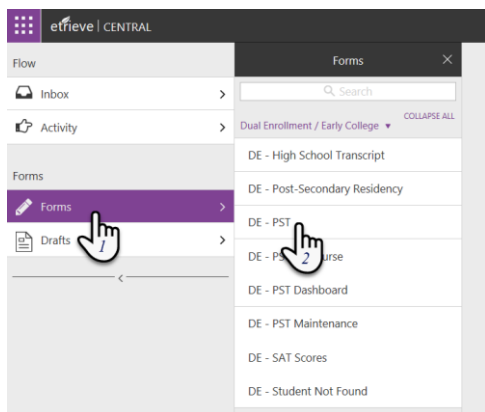 etrieve | CENTRAL
Flow
Inbox
Activity
Forms
Forms
1
Drafts
Forms
Search
COLLAPSE ALL
Dual Enrollment / Early College
DE - High School Transcript
DE - Post-Secondary Residency
DE - PST
2
DE - urse
DE - PST Dashboard
DE - PST Maintenance
DE - SAT Scores
DE - Student Not Found